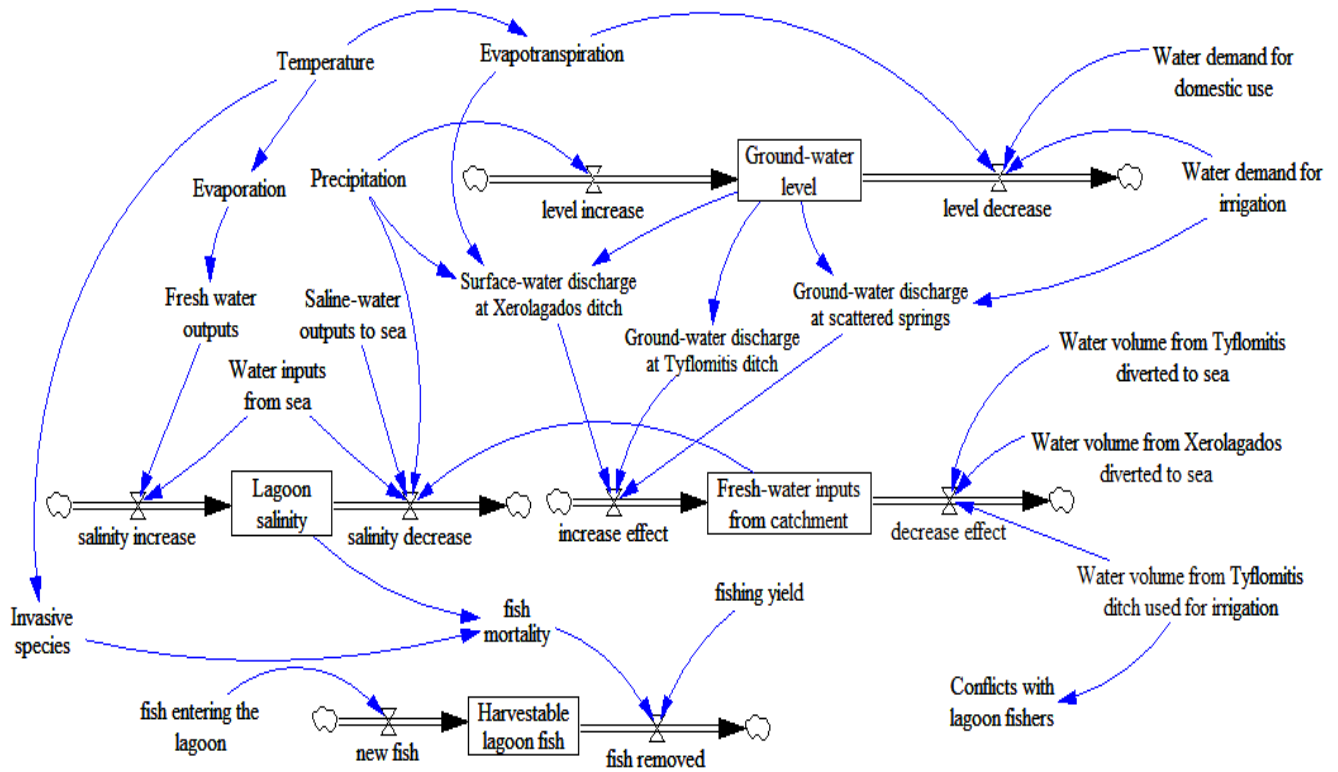 Temperature
Evapotranspiration
Water demand for
domestic use
Evaporation
Precipitation
level increase
Ground-water
level
level decrease
Water demand for
irrigation
Fresh water
outputs
Saline-water
outputs to sea
Surface-water discharge
at Xerolagados ditch
Ground-water discharge
at scattered springs
Ground-water discharge
at Tyflomitis ditch
Water inputs
from sea
Water volume from Tyflomitis
diverted to sea
Water volume from Xerolagados
diverted to sea
salinity increase
Lagoon
salinity
salinity decrease
increase effect
Fresh-water inputs
from catchment
decrease effect
Invasive
species
fish
mortality
fishing yield
Water volume from Tyflomitis
ditch used for irrigation
fish entering the
lagoon
new fish
Harvestable
lagoon fish
fish removed
Conflicts with
lagoon fishers